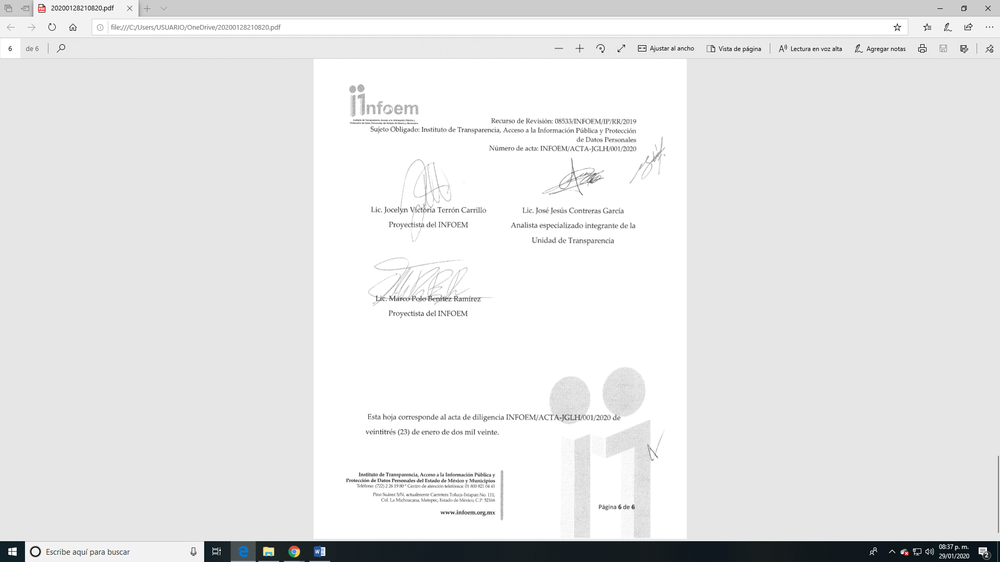 20200128210820.pdf
file:///C:/Users/USUARIO/OneDrive/20200128210820.pdf
6 de 6
Ajustar al ancho
Vista de página
Lectura en voz alta
Agregar notas
infoem
Instituto de Transparencia, Acceso a la Información Pública y
Protección de Datos Personales del Estado de México y Municipios
Recurso de Revisión: 08533/INFOEM/IP/RR/2019
Sujeto Obligado: Instituto de Transparencia, Acceso a la Información Pública y Protección
de Datos Personales
Número de acta: INFOEM/ACTA-JGLH/001/2020
Lic. Jocelyn Victoria Terrón Carrillo
Proyectista del INFOEM
Lic. José Jesús Contreras García
Analista especializado integrante de la
Unidad de Transparencia
Lic. Marco Polo Benítez Ramírez
Proyectista del INFOEM
Esta hoja corresponde al acta de diligencia INFOEM/ACTA-JGLH/001/2020 de
veintitrés (23) de enero de dos mil veinte.
Instituto de Transparencia, Acceso a la Información Pública y
Protección de Datos Personales del Estado de México y Municipios
Teléfono: (722) 2 26 19 80 * Centro de atención telefónica: 01 800 821 04 41
Pino Suárez S/N, actualmente Carretera Toluca-Ixtapan No. 111,
Col. La Michoacana, Metepec, Estado de México, C.P. 52166
www.infoem.org.mx
Página 6 de 6
Escribe aquí para buscar
08:37 p. m.
29/01/2020
2